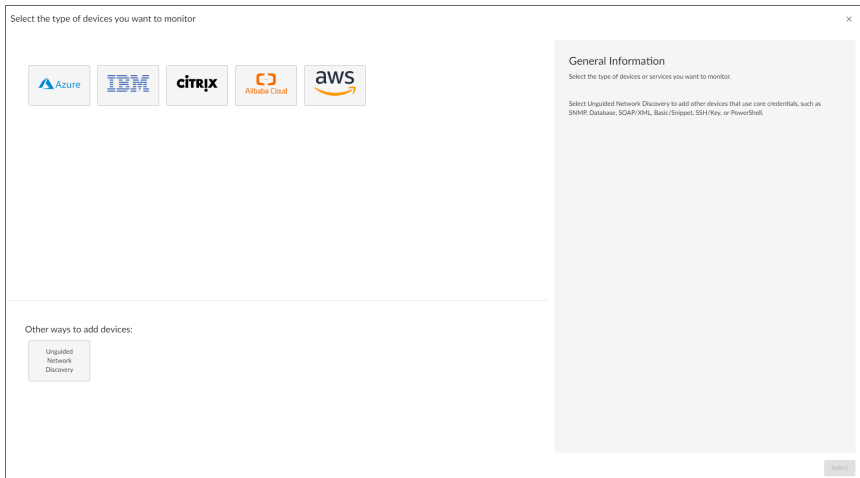 Select the type of devices you want to monitor
×
Azure
IBM
CİTRIX
Alibaba Cloud
aws
General Information
Select the type of devices or services you want to monitor.
Select Unguided Network Discovery to add other devices that use core credentials, such as
SNMP, Database, SOAP/XML, Basic/Snippet, SSH/Key, or PowerShell.
Other ways to add devices:
Unguided
Network
Discovery
Select